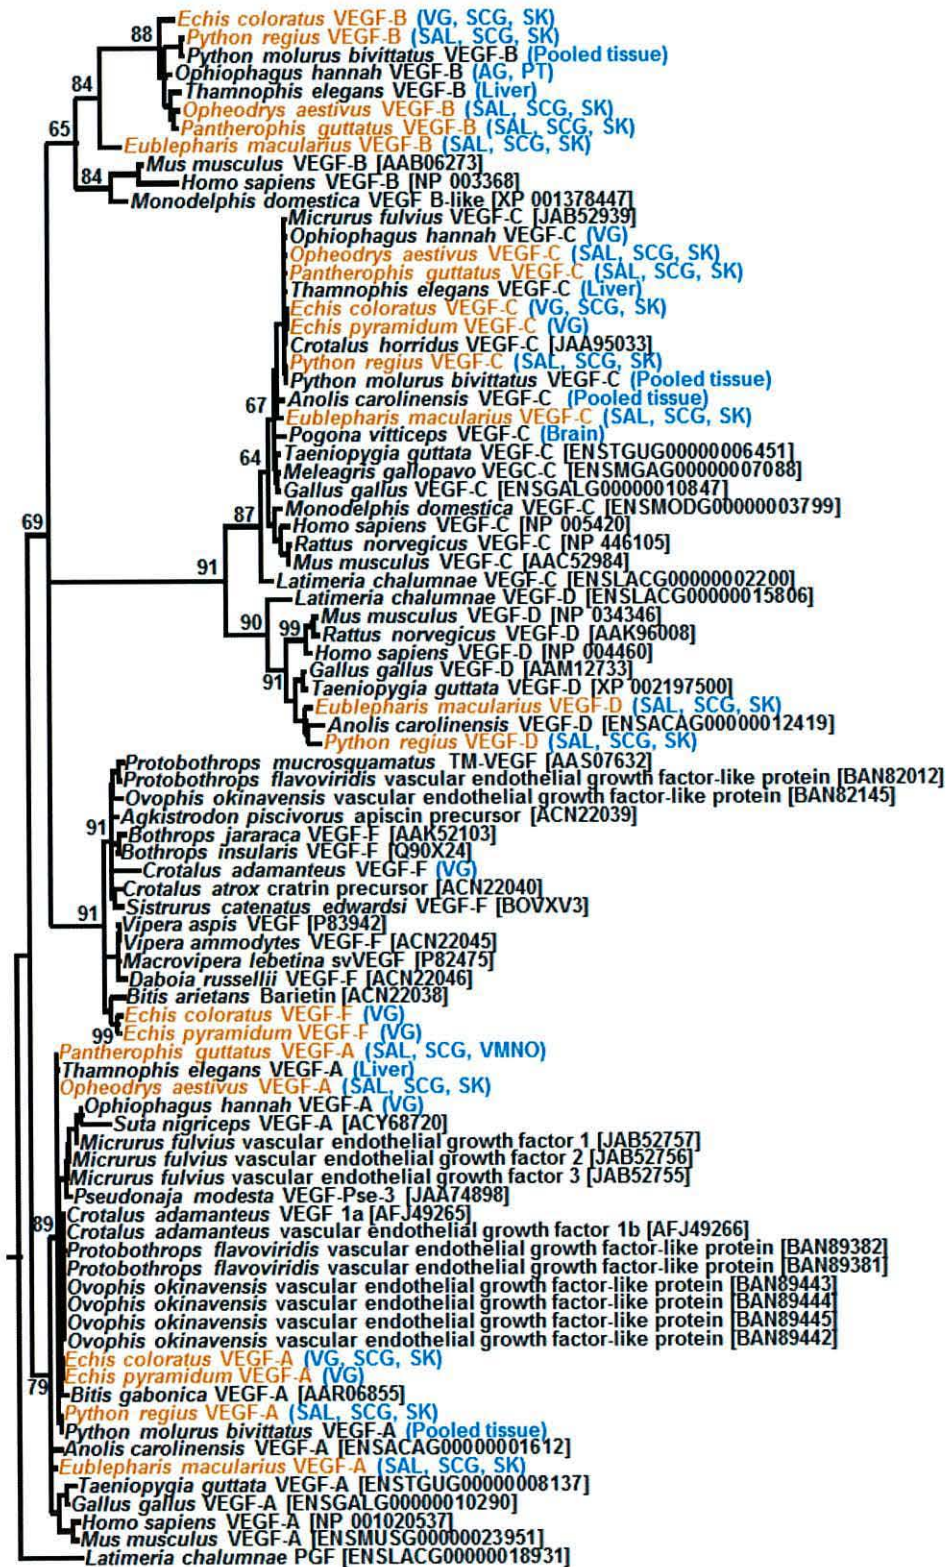 Echis coloratus VEGF-B (VG, SCG, SK)
88
Python regius VEGF-B (SAL, SCG, SK)
Python molurus bivittatus VEGF-B (Pooled tissue)
Ophiophagus hannah VEGF-B (AG, PT)
84
Thamnophis elegans VEGF-B (Liver)
Opheodrys aestivus VEGF-B (SAL, SCG, SK)
65
Pantherophis guttatus VEGF-B (SAL, SCG, SK)
Eublepharis macularius VEGF-B (SAL, SCG, SK)
Mus musculus VEGF-B [AAB06273]
84
Homo sapiens VEGF-B [NP 003368]
Monodelphis domestica VEGF B-like [XP 001378447]
Micrurus fulvius VEGF-C [JAB52939]
Ophiophagus hannah VEGF-C (VG)
Opheodrys aestivus VEGF-C (SAL, SCG, SK)
Pantherophis guttatus VEGF-C (SAL, SCG, SK)
Thamnophis elegans VEGF-C (Liver)
Echis coloratus VEGF-C (VG, SCG, SK)
Echis pyramidum VEGF-C (VG)
Crotalus horridus VEGF-C [JAA95033]
Python regius VEGF-C (SAL, SCG, SK)
Python molurus bivittatus VEGF-C (Pooled tissue)
67
Anolis carolinensis VEGF-C (Pooled tissue)
Eublepharis macularius VEGF-C (SAL, SCG, SK)
Pogona vitticeps VEGF-C (Brain)
64
Taeniopygia guttata VEGF-C [ENSTGUG00000006451]
Meleagris gallopavo VEGC-C [ENSMGAG00000007088]
Gallus gallus VEGF-C [ENSGALG00000010847]
87
Monodelphis domestica VEGF-C [ENSMODG00000003799]
69
Homo sapiens VEGF-C [NP 005420]
Rattus norvegicus VEGF-C [NP 446105]
91
Mus musculus VEGF-C [AAC52984]
Latimeria chalumnae VEGF-C [ENSLACG00000002200]
Latimeria chalumnae VEGF-D [ENSLACG00000015806]
90
99
Mus musculus VEGF-D [NP 034346]
Rattus norvegicus VEGF-D [AAK96008]
Homo sapiens VEGF-D [NP 004460]
91
Gallus gallus VEGF-D [AAM12733]
Taeniopygia guttata VEGF-D [XP 002197500]
Eublepharis macularius VEGF-D (SAL, SCG, SK)
Anolis carolinensis VEGF-D [ENSACAG00000012419]
Python regius VEGF-D (SAL, SCG, SK)
Protobothrops mucrosquamatus TM-VEGF [AAS07632]
Protobothrops flavoviridis vascular endothelial growth factor-like protein [BAN82012]
Ovophis okinavensis vascular endothelial growth factor-like protein [BAN82145]
91
Agkistrodon piscivorus apiscin precursor [ACN22039]
Bothrops jararaca VEGF-F [AAK52103]
Bothrops insularis VEGF-F [Q90X24]
Crotalus adamanteus VEGF-F (VG)
Crotalus atrox cratrin precursor [ACN22040]
91
Sistrurus catenatus edwardsi VEGF-F [BOVXV3]
Vipera aspis VEGF [P83942]
Vipera ammodytes VEGF-F [ACN22045]
Macrovipera lebetina svVEGF [P82475]
Daboia russellii VEGF-F [ACN22046]
Bitis arietans Barietin [ACN22038]
Echis coloratus VEGF-F (VG)
99
Echis pyramidum VEGF-F (VG)
Pantherophis guttatus VEGF-A (SAL, SCG, VMNO)
Thamnophis elegans VEGF-A (Liver)
Opheodrys aestivus VEGF-A (SAL, SCG, SK)
Ophiophagus hannah VEGF-A (VG)
Suta nigriceps VEGF-A [ACY68720]
Micrurus fulvius vascular endothelial growth factor 1 [JAB52757]
Micrurus fulvius vascular endothelial growth factor 2 [JAB52756]
Micrurus fulvius vascular endothelial growth factor 3 [JAB52755]
Pseudonaja modesta VEGF-Pse-3 [JAA74898]
89
Crotalus adamanteus VEGF 1a [AFJ49265]
Crotalus adamanteus vascular endothelial growth factor 1b [AFJ49266]
Protobothrops flavoviridis vascular endothelial growth factor-like protein [BAN89382]
Protobothrops flavoviridis vascular endothelial growth factor-like protein [BAN89381]
Ovophis okinavensis vascular endothelial growth factor-like protein [BAN89443]
Ovophis okinavensis vascular endothelial growth factor-like protein [BAN89444]
Ovophis okinavensis vascular endothelial growth factor-like protein [BAN89445]
Ovophis okinavensis vascular endothelial growth factor-like protein [BAN89442]
Echis coloratus VEGF-A (VG, SCG, SK)
79
Echis pyramidum VEGF-A (VG)
Bitis gabonica VEGF-A [AAR06855]
Python regius VEGF-A (SAL, SCG, SK)
Python molurus bivittatus VEGF-A (Pooled tissue)
Anolis carolinensis VEGF-A [ENSACAG00000001612]
Eublepharis macularius VEGF-A (SAL, SCG, SK)
Taeniopygia guttata VEGF-A [ENSTGUG00000008137]
Gallus gallus VEGF-A [ENSGALG00000010290]
Homo sapiens VEGF-A [NP 001020537]
Mus musculus VEGF-A [ENSMUSG00000023951]
Latimeria chalumnae PGF [ENSLACG00000018931]